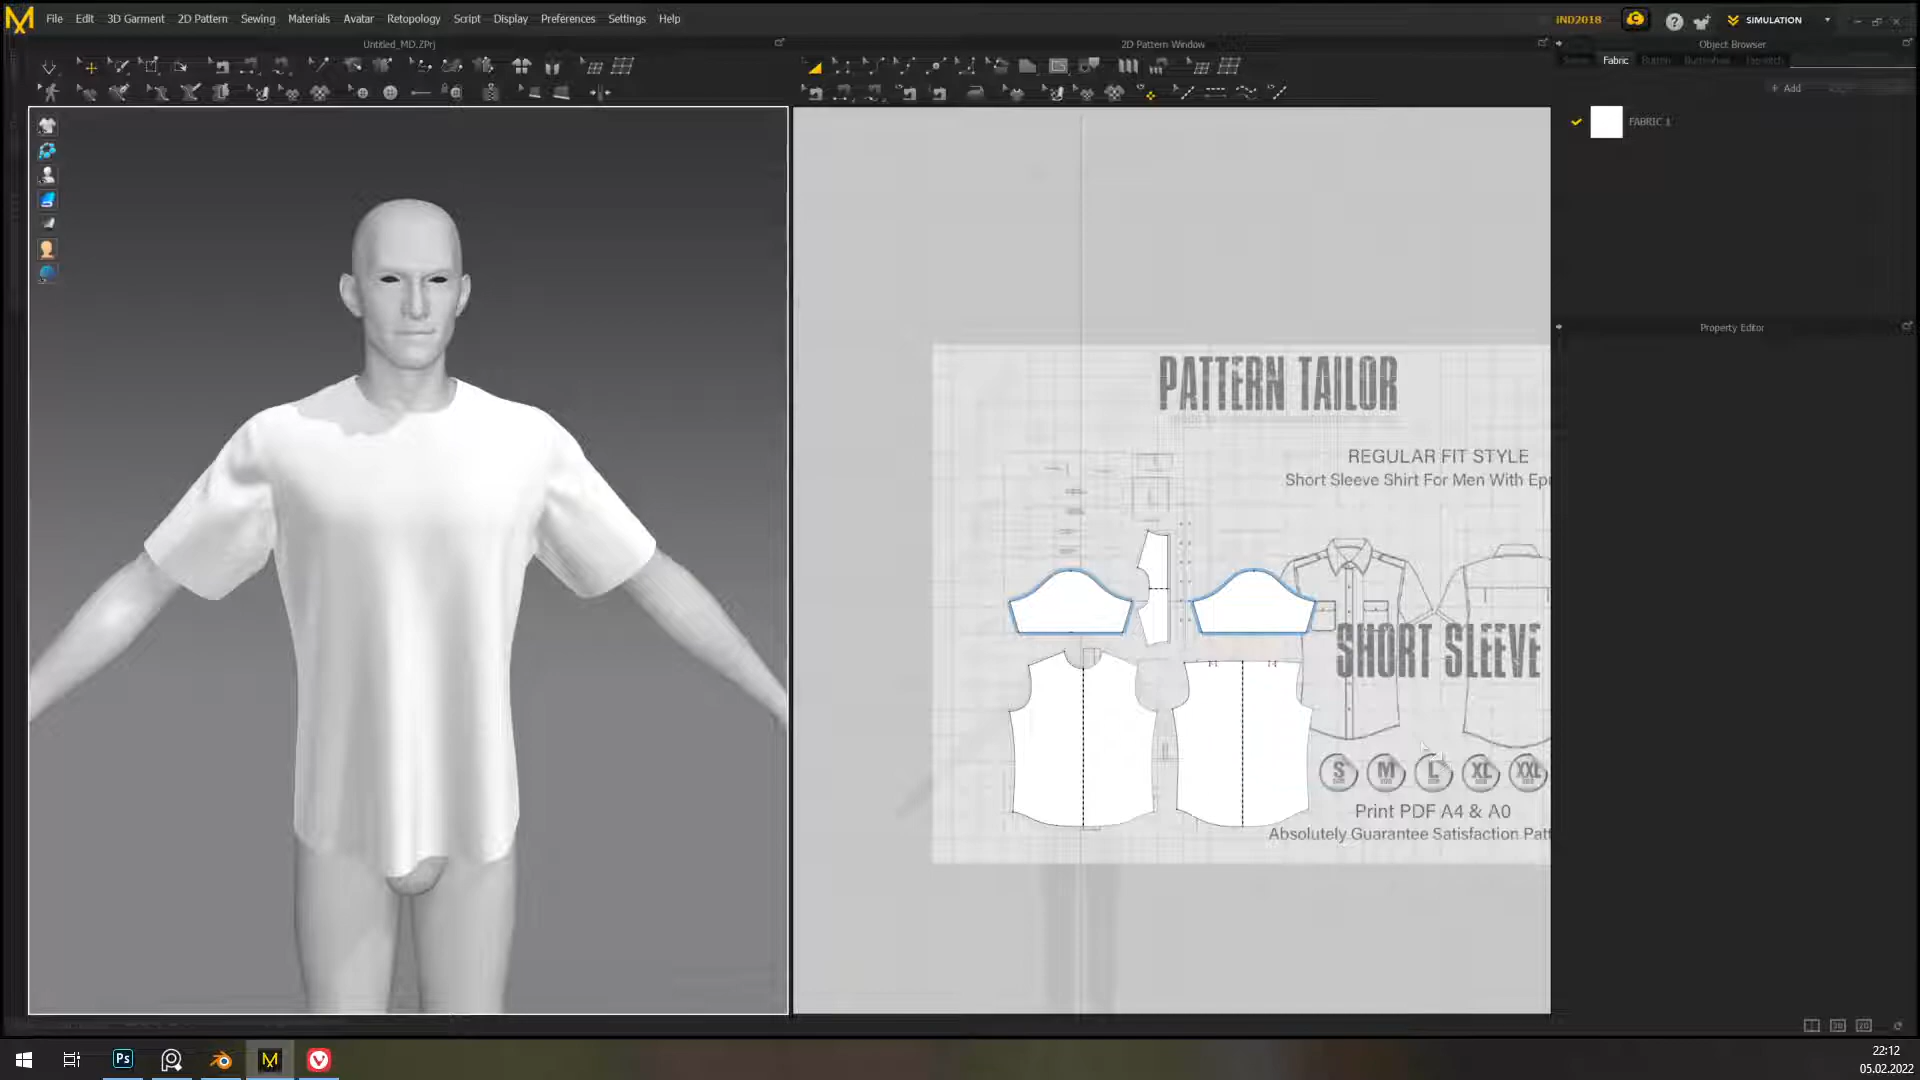 File Edit 3D Garment 2D Pattern Sewing Materials Avatar Retopology Script Display Preferences Settings Help
iND2018 SIMULATION
Untitled_MD.ZPrj
2D Pattern Window
Object Browser
Fabric Button
+ Add
FABRIC 1
Property Editor
PATTERN TAILOR
REGULAR FIT STYLE
Short Sleeve Shirt For Men With
SHORT SLEEVE
S M L XL XXL
Print PDF A4 & A0
Absolutely Guarantee Satisfaction
Ps
22:12
05.02.2022